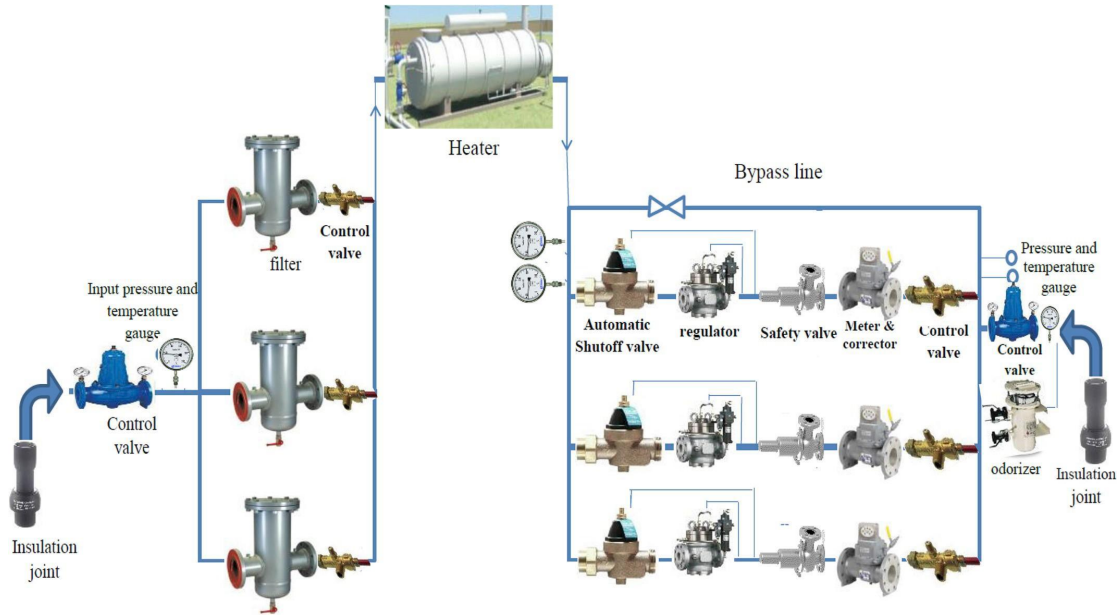 Heater
Bypass line
Control
valve
filter
Input pressure and
temperature
gauge
Control
valve
Insulation
joint
Pressure and
temperature
gauge
Automatic
Shutoff valve
regulator
Safety valve
Meter &
corrector
Control
valve
Control
valve
odorizer
Insulation
joint